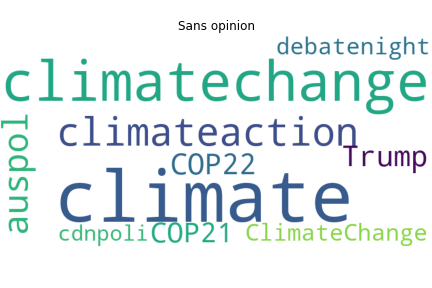 Sans opinion
debatenight
climatechange
climateaction
Trump
COP22
auspol
climate
cdnpoli
COP21
ClimateChange